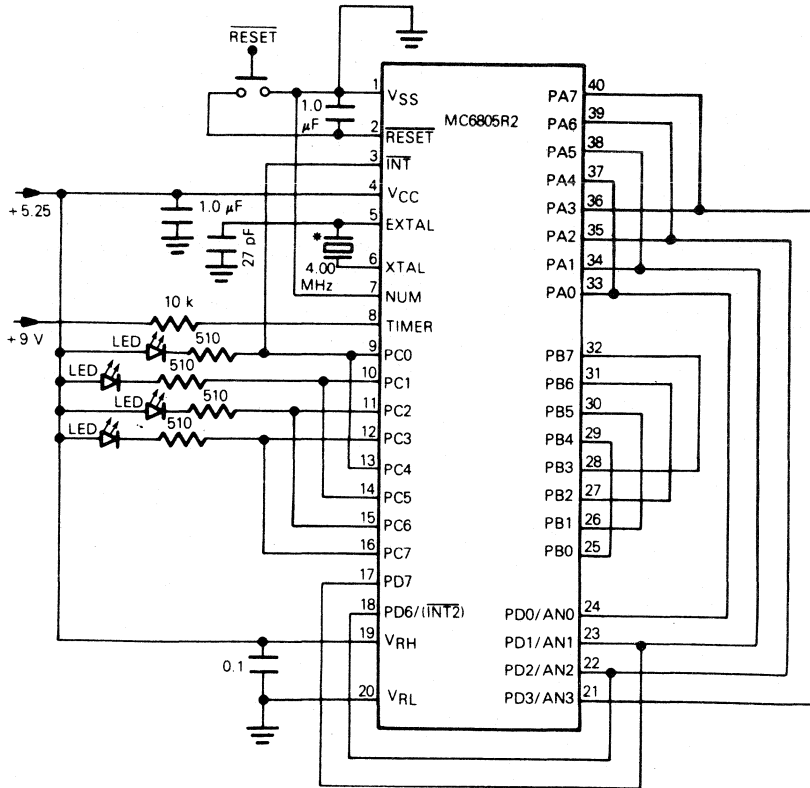 RESET
MC6805R2
1 VSS
1.0 µF
2 RESET
3 INT
4 VCC
+5.25
1.0 µF
5 EXTAL
27 pF
*
6 XTAL
4.00 MHz
7 NUM
10 k
8 TIMER
+9 V
LED 510
9 PC0
LED 510
10 PC1
LED 510
11 PC2
LED 510
12 PC3
13 PC4
14 PC5
15 PC6
16 PC7
17 PD7
18 PD6/(INT2)
19 VRH
0.1
20 VRL
PA7 40
PA6 39
PA5 38
PA4 37
PA3 36
PA2 35
PA1 34
PA0 33
PB7 32
PB6 31
PB5 30
PB4 29
PB3 28
PB2 27
PB1 26
PB0 25
PD0/AN0 24
PD1/AN1 23
PD2/AN2 22
PD3/AN3 21